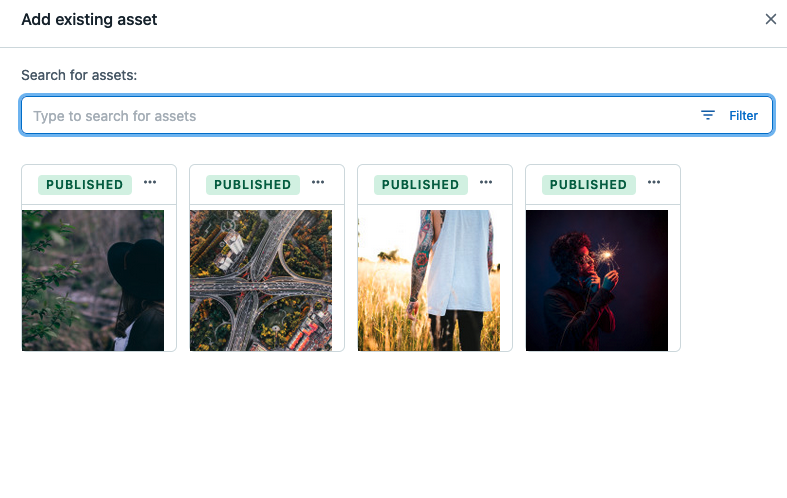 Add existing asset
Search for assets:
Type to search for assets
Filter
PUBLISHED
PUBLISHED
PUBLISHED
PUBLISHED